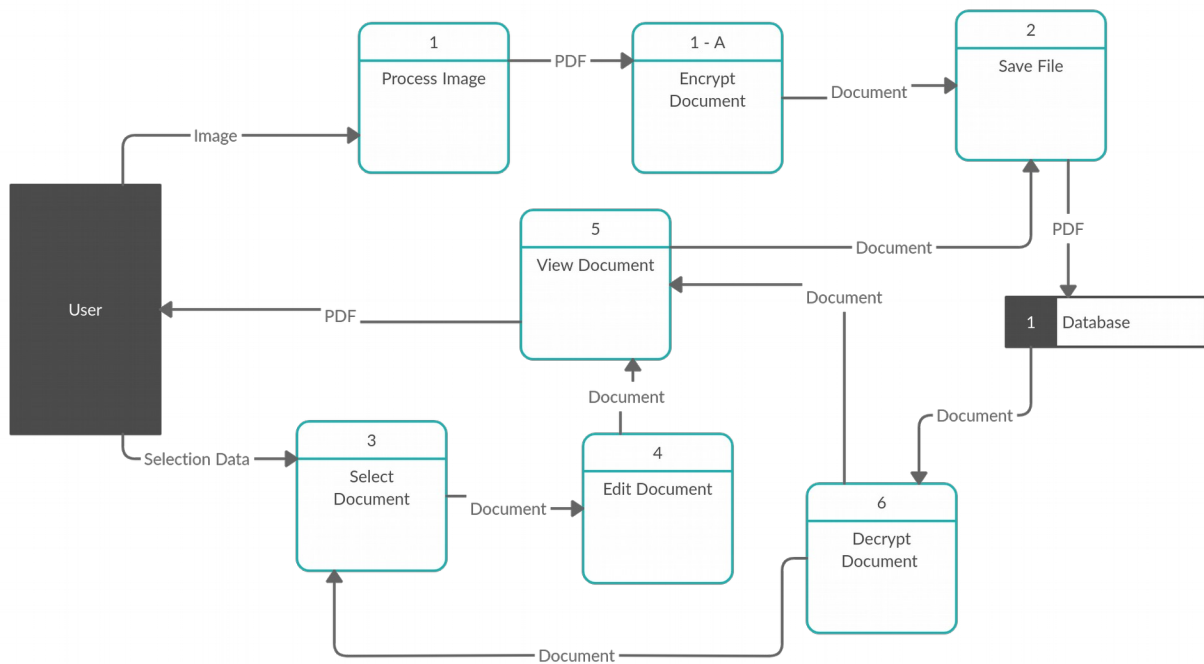 1
Process Image
PDF
1 - A
Encrypt
Document
Document
2
Save File
Image
User
5
View Document
Document
PDF
PDF
Document
1
Database
Document
Document
Selection Data
3
Select
Document
Document
4
Edit Document
6
Decrypt
Document
Document